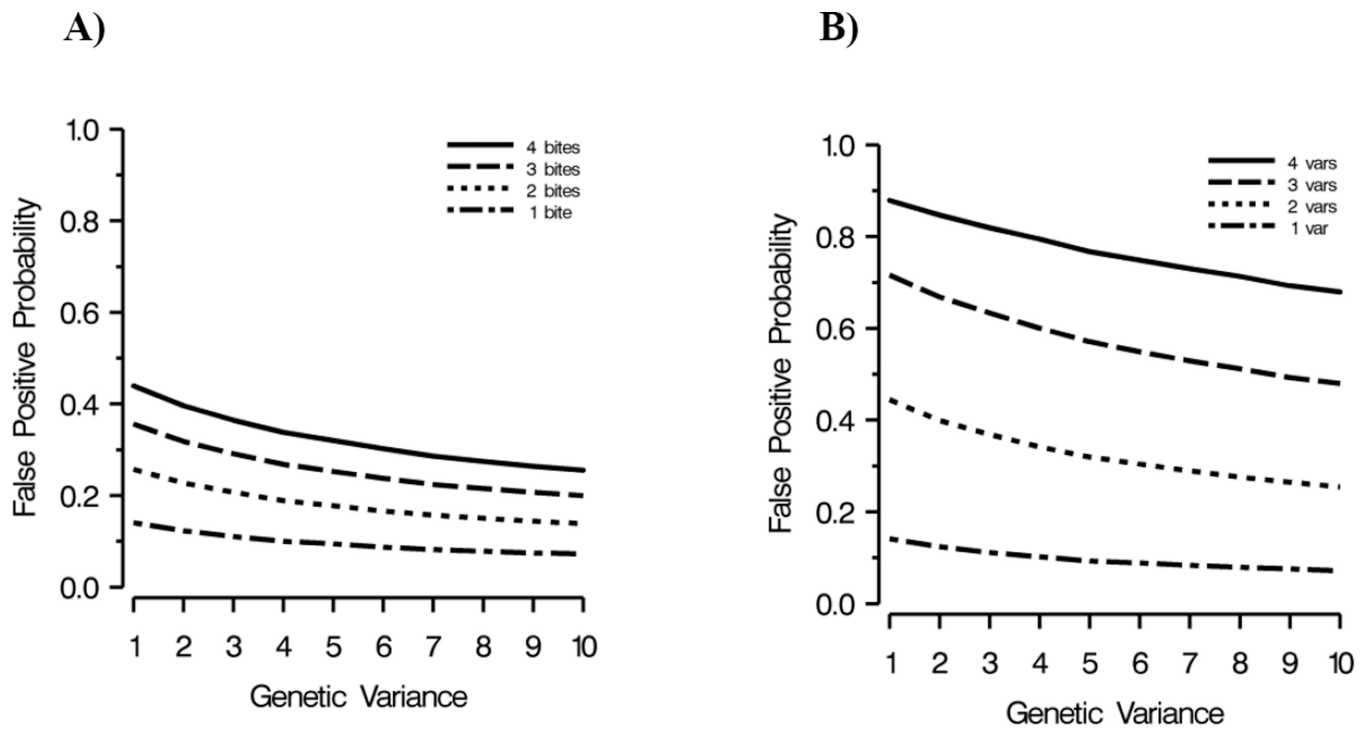 A)
1.0
0.8
0.6
0.4
0.2
0.0
False Positive Probability
4 bites
3 bites
2 bites
1 bite
1 2 3 4 5 6 7 8 9 10
Genetic Variance
B)
1.0
0.8
0.6
0.4
0.2
0.0
False Positive Probability
4 vars
3 vars
2 vars
1 var
1 2 3 4 5 6 7 8 9 10
Genetic Variance